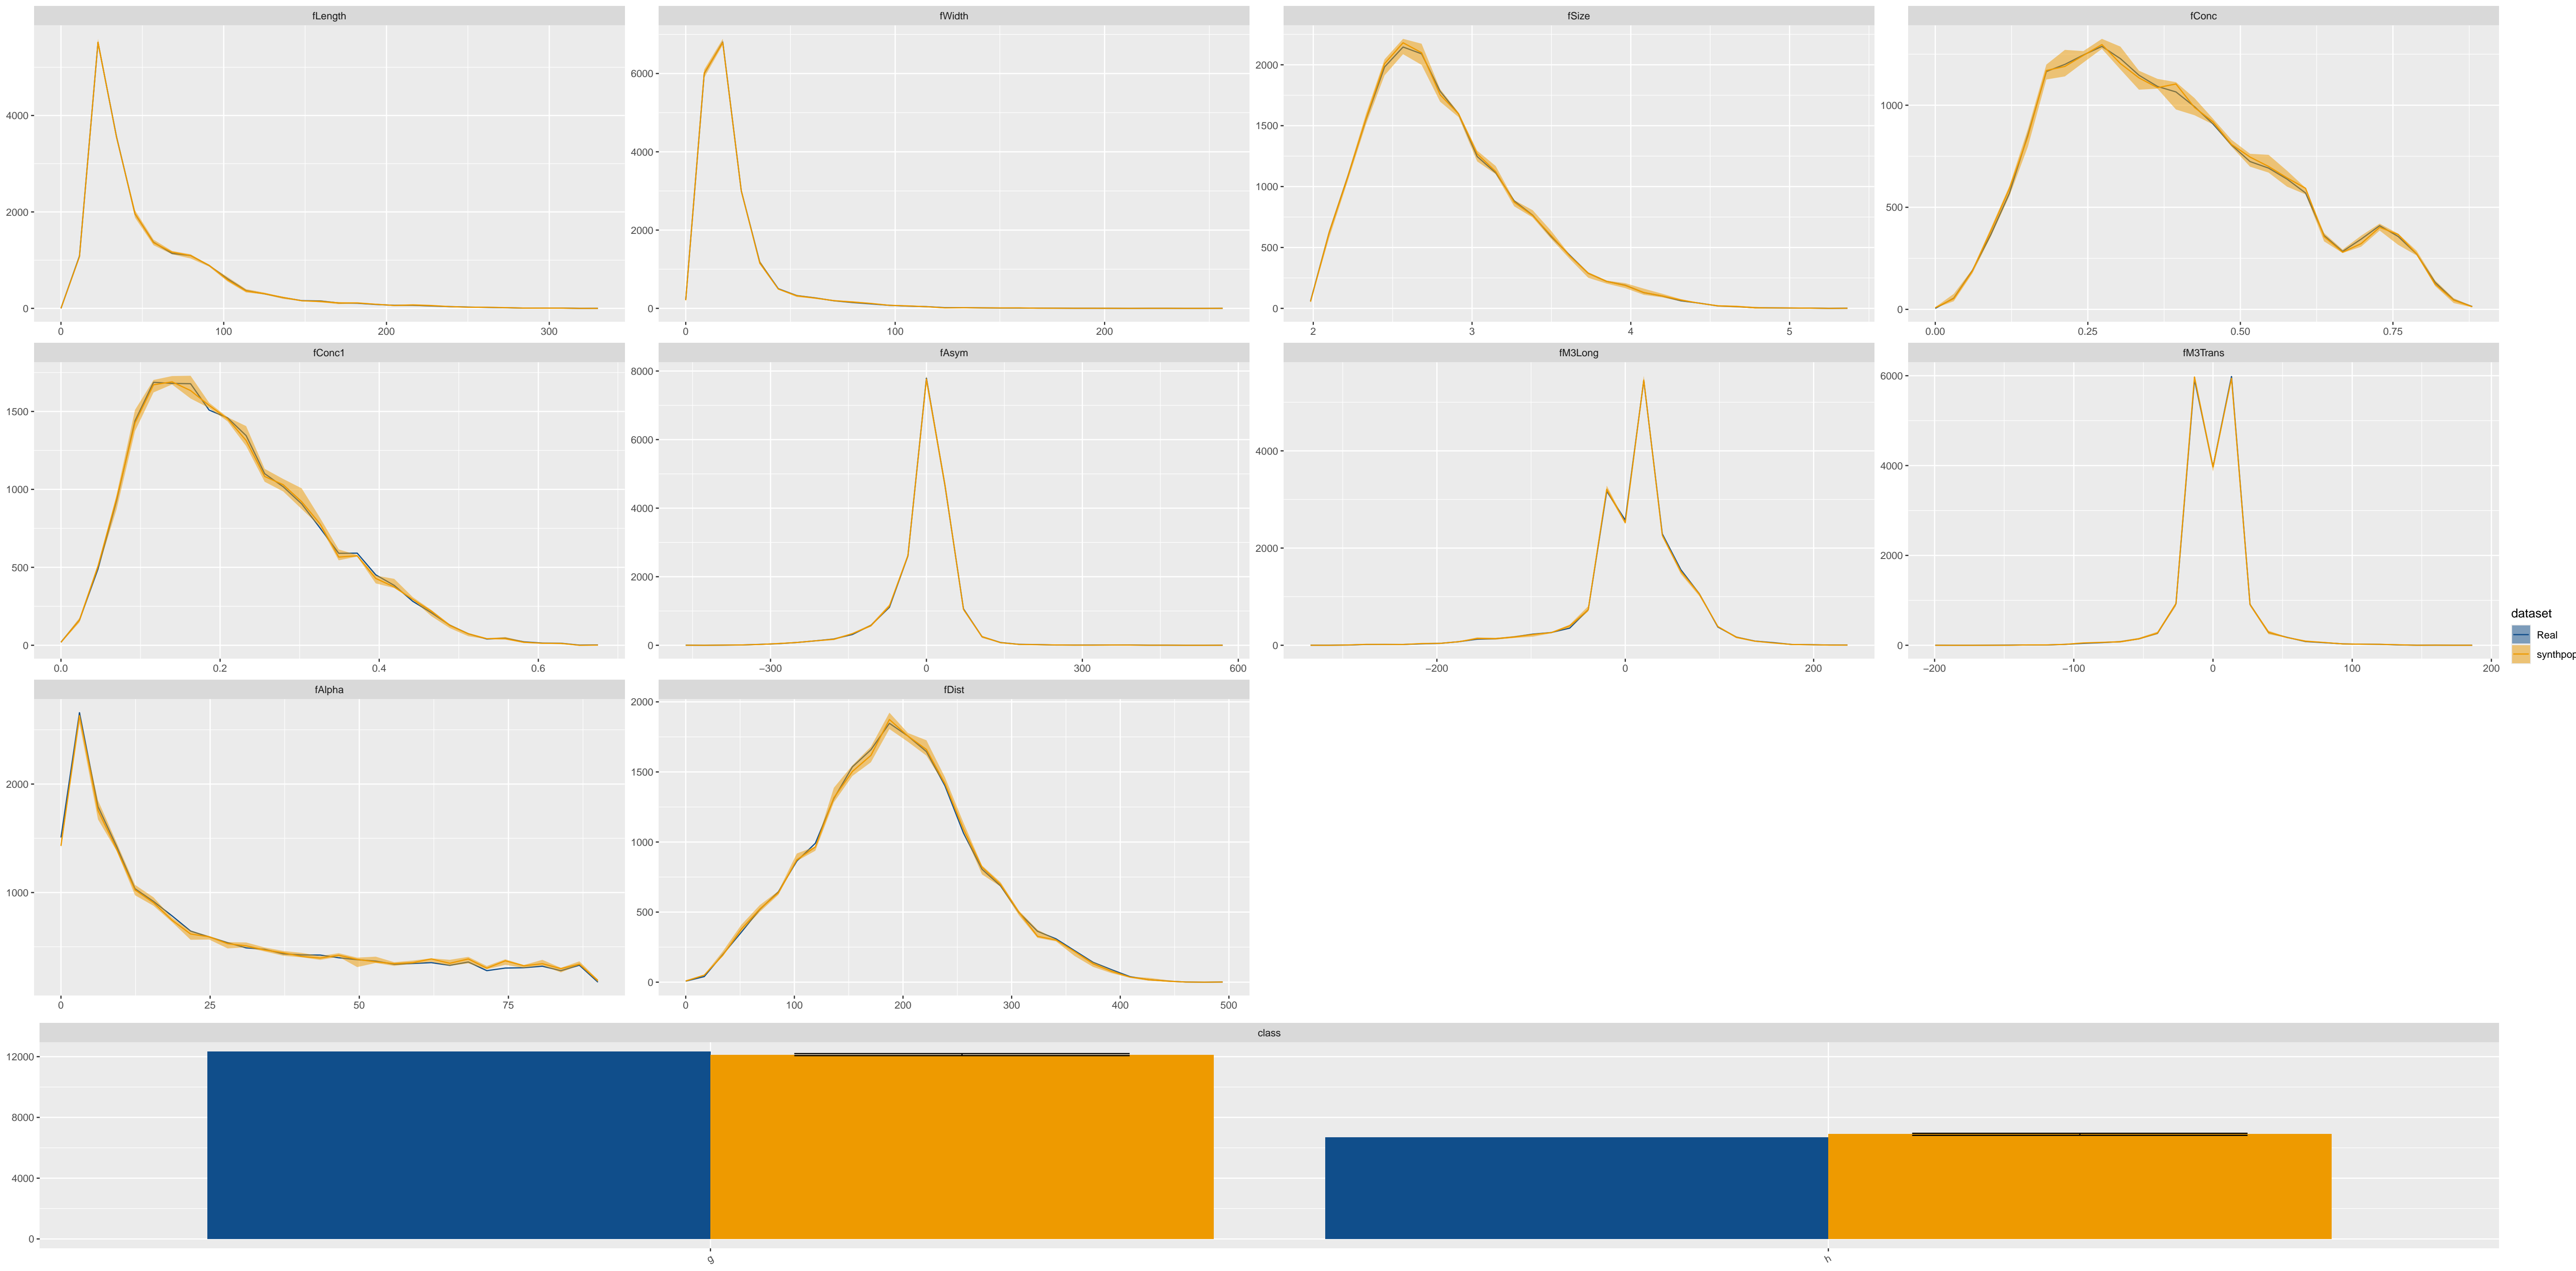 fLength fWidth fSize fConc
4000
2000
0
0 100 200 300
6000
4000
2000
0
0 100 200
2000
1500
1000
500
0
2 3 4 5
1000
500
0
0.00 0.25 0.50 0.75
fConc1 fAsym fM3Long fM3Trans
1500
1000
500
0
0.0 0.2 0.4 0.6
8000
6000
4000
2000
0
−300 0 300 600
4000
2000
0
−200 0 200
6000
4000
2000
0
−200 −100 0 100 200
dataset
Real
synthpop
fAlpha fDist
2000
1000
0 25 50 75
2000
1500
1000
500
0
0 100 200 300 400 500
class
12000
8000
4000
0
g h